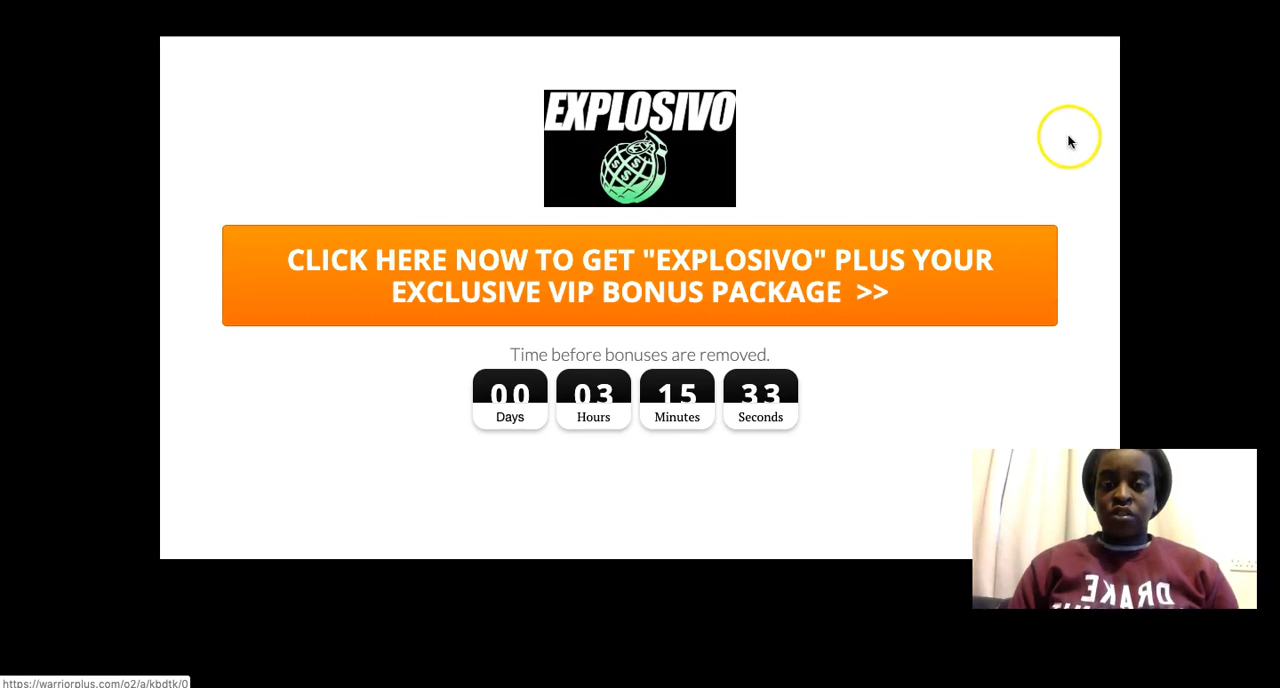 EXPLOSIVO
$ $
$ $
CLICK HERE NOW TO GET "EXPLOSIVO" PLUS YOUR
EXCLUSIVE VIP BONUS PACKAGE >>
Time before bonuses are removed.
00 03 15 33
Days Hours Minutes Seconds
DRAKE
https://warriorplus.com/o2/a/kbdtk/0